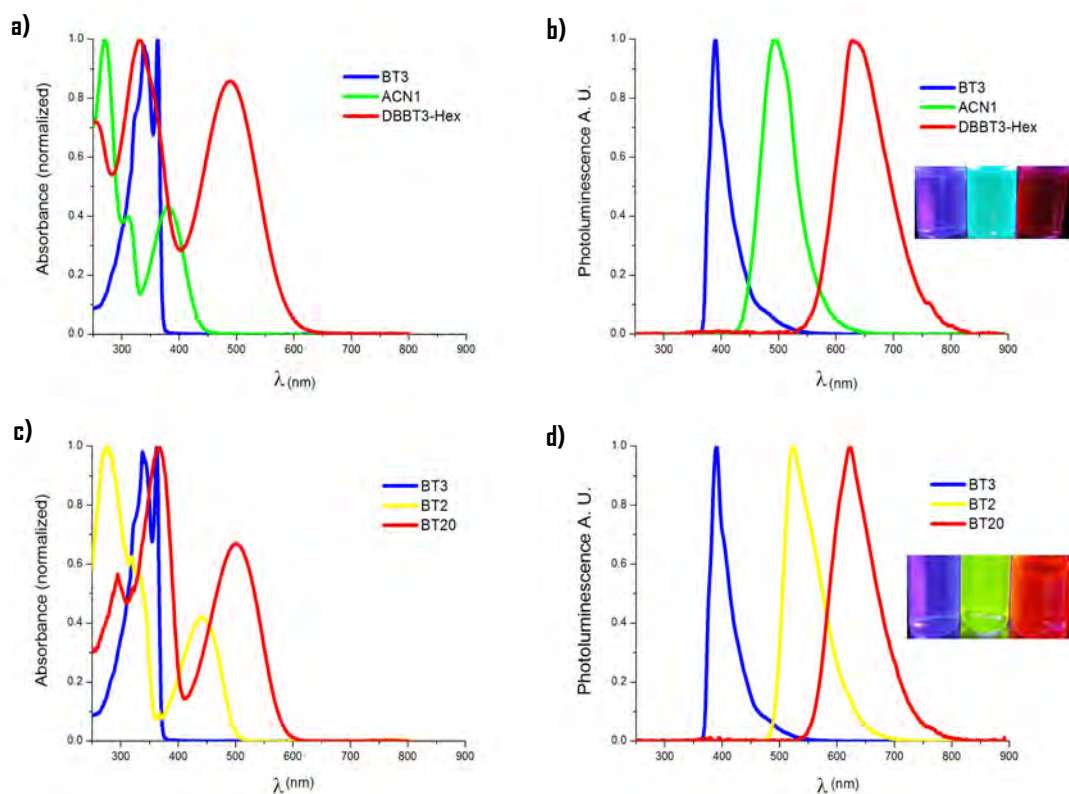 a)
Absorbance (normalized)
1.0
0.8
0.6
0.4
0.2
0.0
BT3
ACN1
DBBT3-Hex
300 400 500 600 700 800 900
λ (nm)
b)
Photoluminescence A. U.
1.0
0.8
0.6
0.4
0.2
0.0
BT3
ACN1
DBBT3-Hex
300 400 500 600 700 800 900
λ (nm)
c)
Absorbance (normalized)
1.0
0.8
0.6
0.4
0.2
0.0
BT3
BT2
BT20
300 400 500 600 700 800 900
λ (nm)
d)
Photoluminescence A. U.
1.0
0.8
0.6
0.4
0.2
0.0
BT3
BT2
BT20
300 400 500 600 700 800 900
λ (nm)